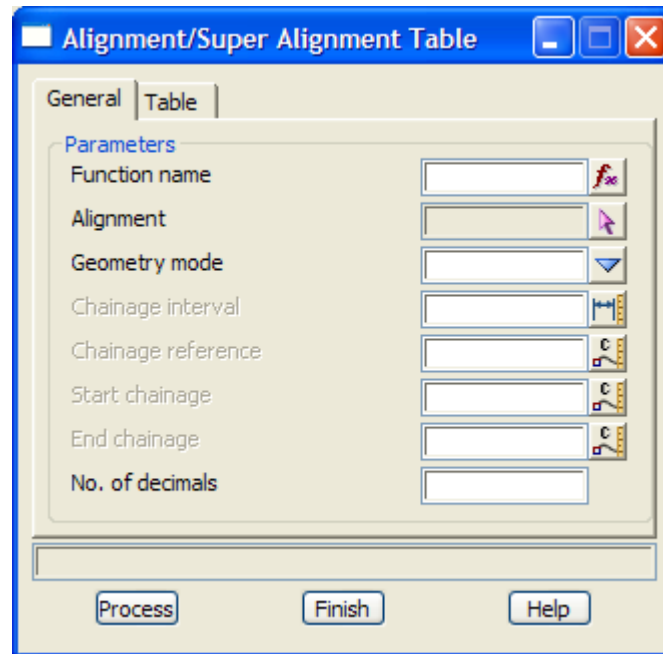 Alignment/Super Alignment Table
General Table
Parameters
Function name
Alignment
Geometry mode
Chainage interval
Chainage reference
Start chainage
End chainage
No. of decimals
Process Finish Help